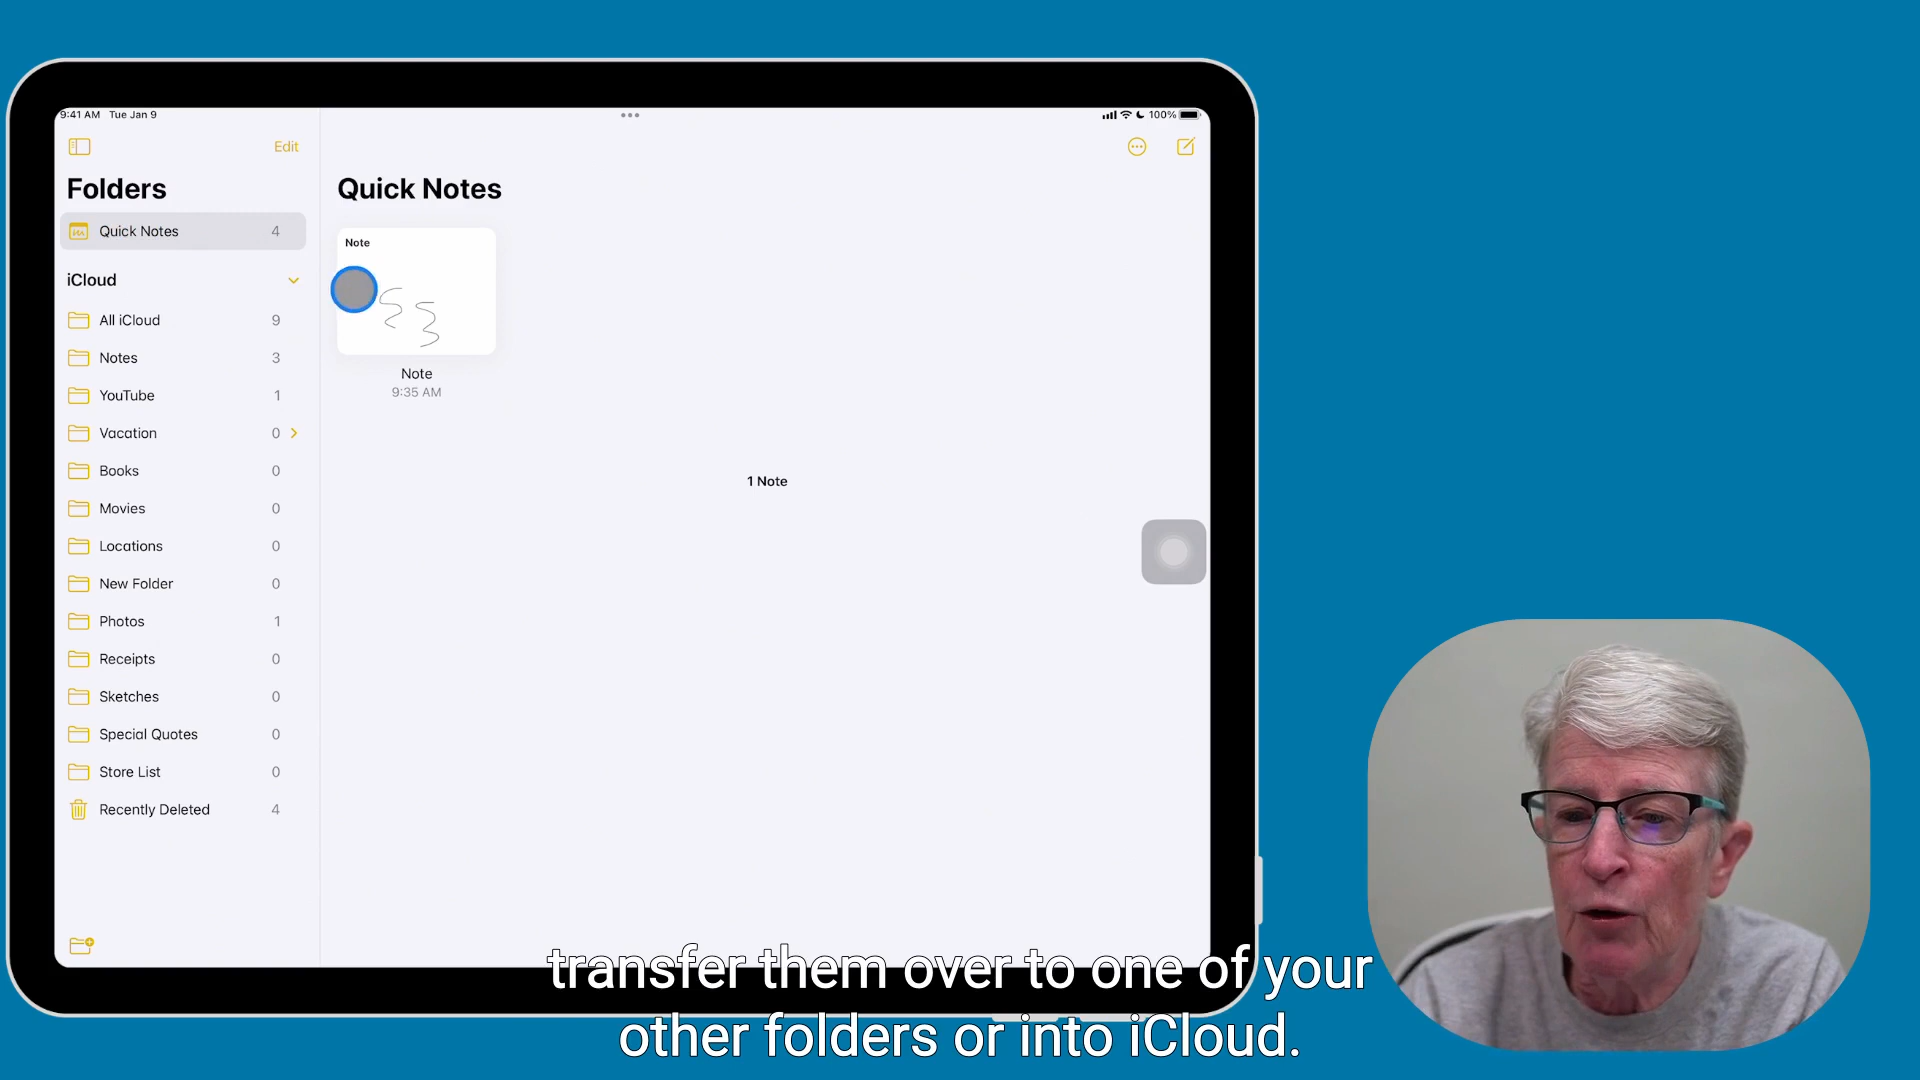 9:41 AM Tue Jan 9
100%
Edit
Folders
Quick Notes
Quick Notes 4
Note
iCloud
All iCloud 9
Notes 3
Note
YouTube 1
9:35 AM
Vacation 0
Books 0
1 Note
Movies 0
Locations 0
New Folder 0
Photos 1
Receipts 0
Sketches 0
Special Quotes 0
Store List 0
Recently Deleted 4
transfer them over to one of your
other folders or into iCloud.